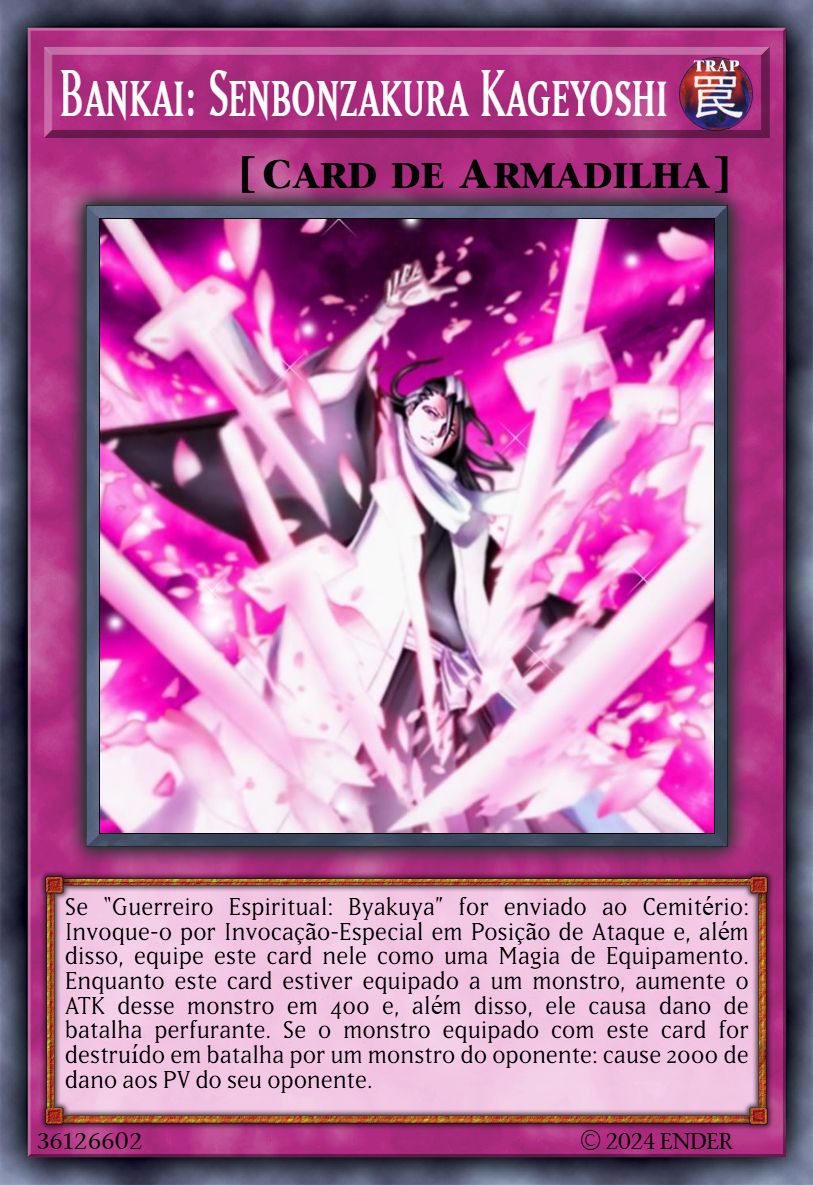 Bankai: Senbonzakura Kageyoshi
TRAP
罠
[Card de Armadilha]
Se "Guerreiro Espiritual: Byakuya" for enviado ao Cemitério:
Invoque-o por Invocação-Especial em Posição de Ataque e, além
disso, equipe este card nele como uma Magia de Equipamento.
Enquanto este card estiver equipado a um monstro, aumente o
ATK desse monstro em 400 e, além disso, ele causa dano de
batalha perfurante. Se o monstro equipado com este card for
destruído em batalha por um monstro do oponente: cause 2000 de
dano aos PV do seu oponente.
36126602
© 2024 ENDER